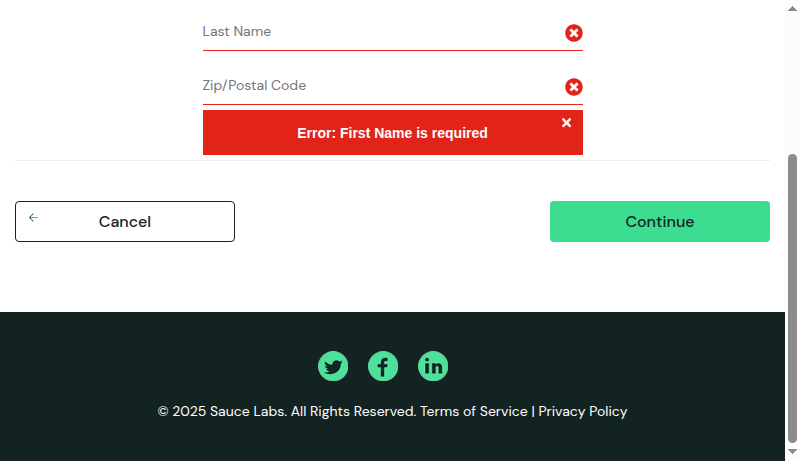 Last Name
Zip/Postal Code
Error: First Name is required
Cancel
Continue
© 2025 Sauce Labs. All Rights Reserved. Terms of Service | Privacy Policy